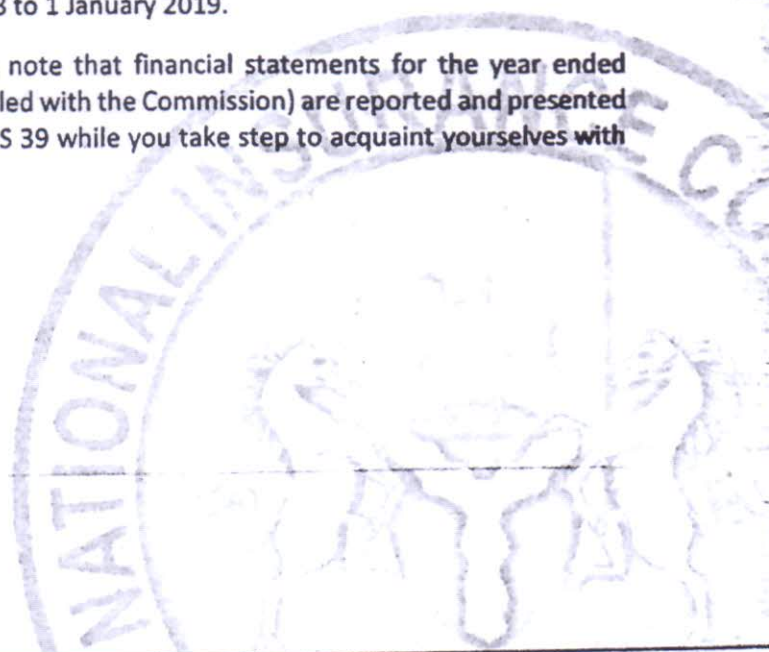 to 1 January 2019.
note that financial statements for the year ended
led with the Commission) are reported and presented
S 39 while you take step to acquaint yourselves with
NATIONAL INSURANCE CO